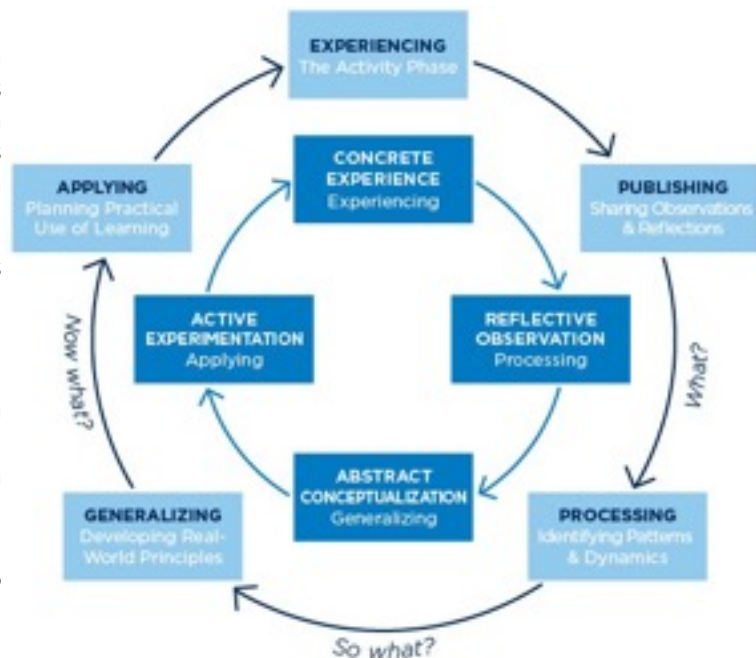 EXPERIENCING
The Activity Phase
CONCRETE
EXPERIENCE
Experiencing
APPLYING
Planning Practical
Use of Learning
PUBLISHING
Sharing Observations
& Reflections
ACTIVE
EXPERIMENTATION
Applying
REFLECTIVE
OBSERVATION
Processing
Now what?
What?
ABSTRACT
CONCEPTUALIZATION
Generalizing
GENERALIZING
Developing Real-
World Principles
PROCESSING
Identifying Patterns
& Dynamics
So what?